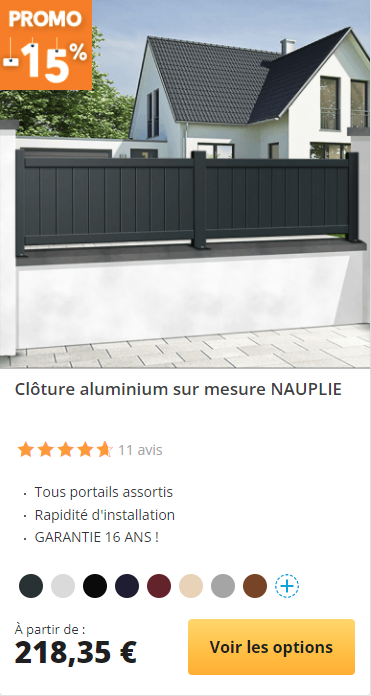 PROMO
-15%
Clôture aluminium sur mesure NAUPLIE
11 avis
· Tous portails assortis
· Rapidité d'installation
· GARANTIE 16 ANS !
À partir de :
218,35 €
Voir les options